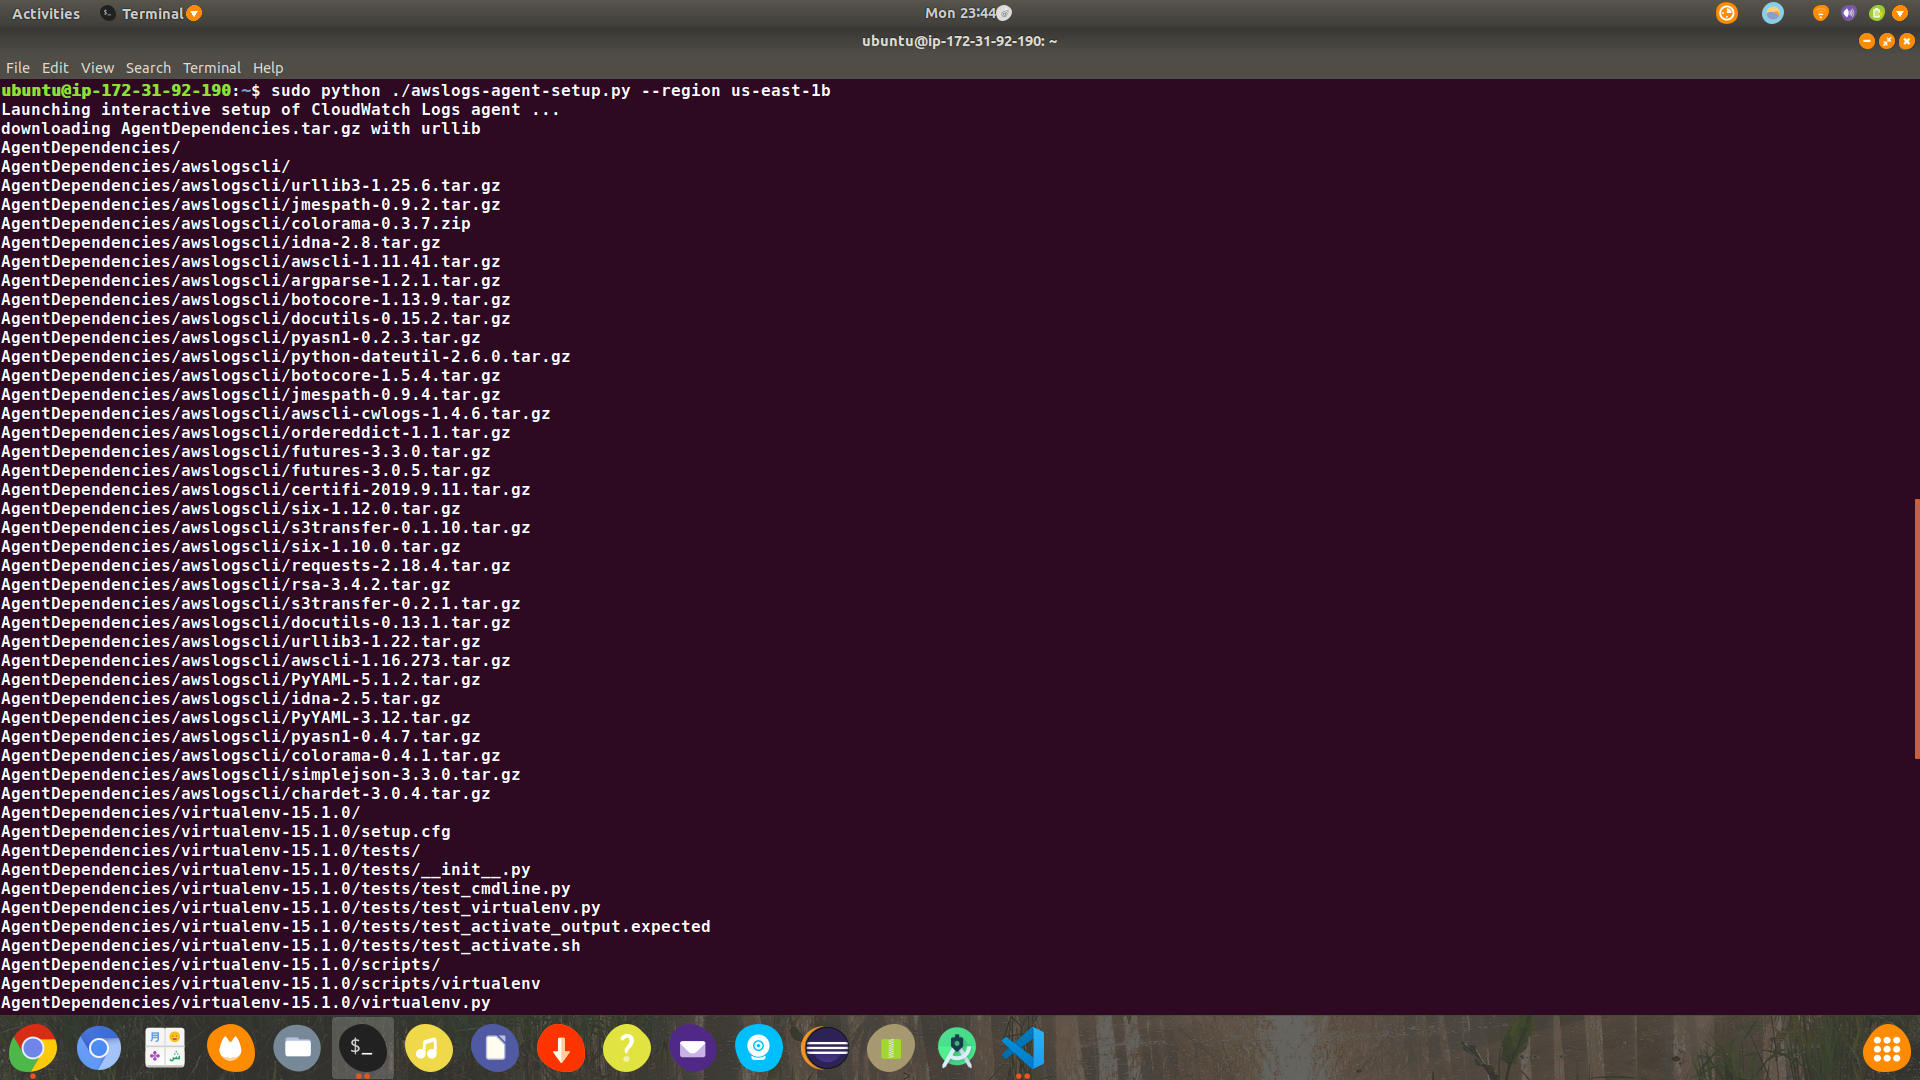 Activities Terminal Mon 23:44
ubuntu@ip-172-31-92-190: ~
File Edit View Search Terminal Help
ubuntu@ip-172-31-92-190:~$ sudo python ./awslogs-agent-setup.py --region us-east-1b
Launching interactive setup of CloudWatch Logs agent ...
downloading AgentDependencies.tar.gz with urllib
AgentDependencies/
AgentDependencies/awslogscli/
AgentDependencies/awslogscli/urllib3-1.25.6.tar.gz
AgentDependencies/awslogscli/jmespath-0.9.2.tar.gz
AgentDependencies/awslogscli/colorama-0.3.7.zip
AgentDependencies/awslogscli/idna-2.8.tar.gz
AgentDependencies/awslogscli/awscli-1.11.41.tar.gz
AgentDependencies/awslogscli/argparse-1.2.1.tar.gz
AgentDependencies/awslogscli/botocore-1.13.9.tar.gz
AgentDependencies/awslogscli/docutils-0.15.2.tar.gz
AgentDependencies/awslogscli/pyasn1-0.2.3.tar.gz
AgentDependencies/awslogscli/python-dateutil-2.6.0.tar.gz
AgentDependencies/awslogscli/botocore-1.5.4.tar.gz
AgentDependencies/awslogscli/jmespath-0.9.4.tar.gz
AgentDependencies/awslogscli/awscli-cwlogs-1.4.6.tar.gz
AgentDependencies/awslogscli/ordereddict-1.1.tar.gz
AgentDependencies/awslogscli/futures-3.3.0.tar.gz
AgentDependencies/awslogscli/futures-3.0.5.tar.gz
AgentDependencies/awslogscli/certifi-2019.9.11.tar.gz
AgentDependencies/awslogscli/six-1.12.0.tar.gz
AgentDependencies/awslogscli/s3transfer-0.1.10.tar.gz
AgentDependencies/awslogscli/six-1.10.0.tar.gz
AgentDependencies/awslogscli/requests-2.18.4.tar.gz
AgentDependencies/awslogscli/rsa-3.4.2.tar.gz
AgentDependencies/awslogscli/s3transfer-0.2.1.tar.gz
AgentDependencies/awslogscli/docutils-0.13.1.tar.gz
AgentDependencies/awslogscli/urllib3-1.22.tar.gz
AgentDependencies/awslogscli/awscli-1.16.273.tar.gz
AgentDependencies/awslogscli/PyYAML-5.1.2.tar.gz
AgentDependencies/awslogscli/idna-2.5.tar.gz
AgentDependencies/awslogscli/PyYAML-3.12.tar.gz
AgentDependencies/awslogscli/pyasn1-0.4.7.tar.gz
AgentDependencies/awslogscli/colorama-0.4.1.tar.gz
AgentDependencies/awslogscli/simplejson-3.3.0.tar.gz
AgentDependencies/awslogscli/chardet-3.0.4.tar.gz
AgentDependencies/virtualenv-15.1.0/
AgentDependencies/virtualenv-15.1.0/setup.cfg
AgentDependencies/virtualenv-15.1.0/tests/
AgentDependencies/virtualenv-15.1.0/tests/__init__.py
AgentDependencies/virtualenv-15.1.0/tests/test_cmdline.py
AgentDependencies/virtualenv-15.1.0/tests/test_virtualenv.py
AgentDependencies/virtualenv-15.1.0/tests/test_activate_output.expected
AgentDependencies/virtualenv-15.1.0/tests/test_activate.sh
AgentDependencies/virtualenv-15.1.0/scripts/
AgentDependencies/virtualenv-15.1.0/scripts/virtualenv
AgentDependencies/virtualenv-15.1.0/virtualenv.py